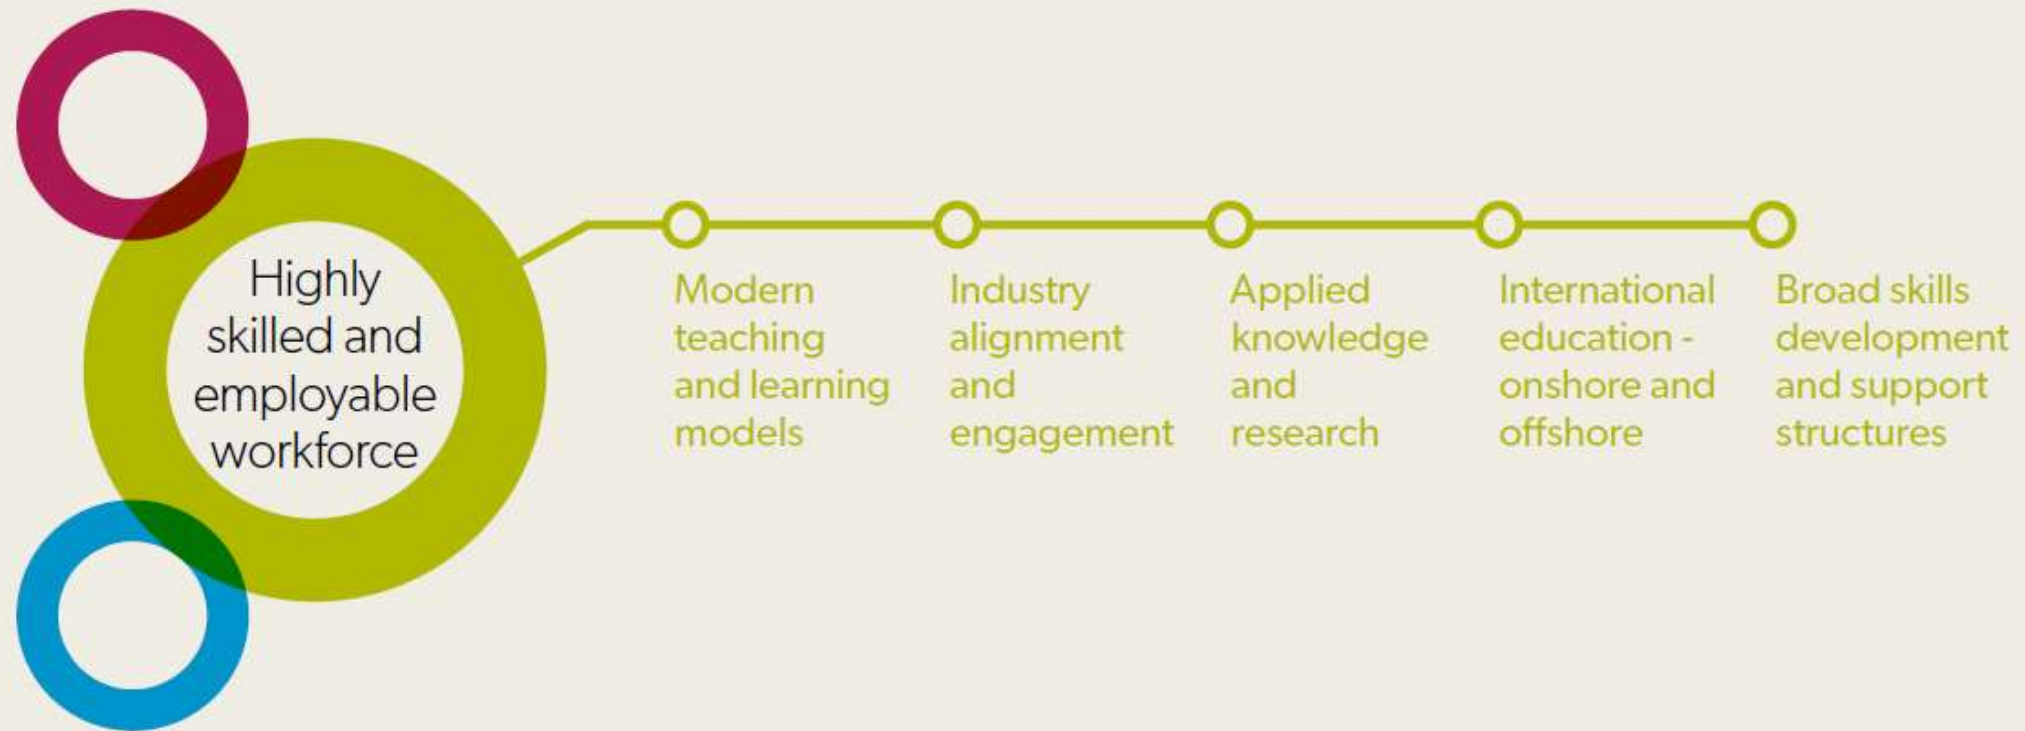 Highly
skilled and
employable
workforce
Modern
teaching
and learning
models
Industry
alignment
and
engagement
Applied
knowledge
and
research
International
education -
onshore and
offshore
Broad skills
development
and support
structures